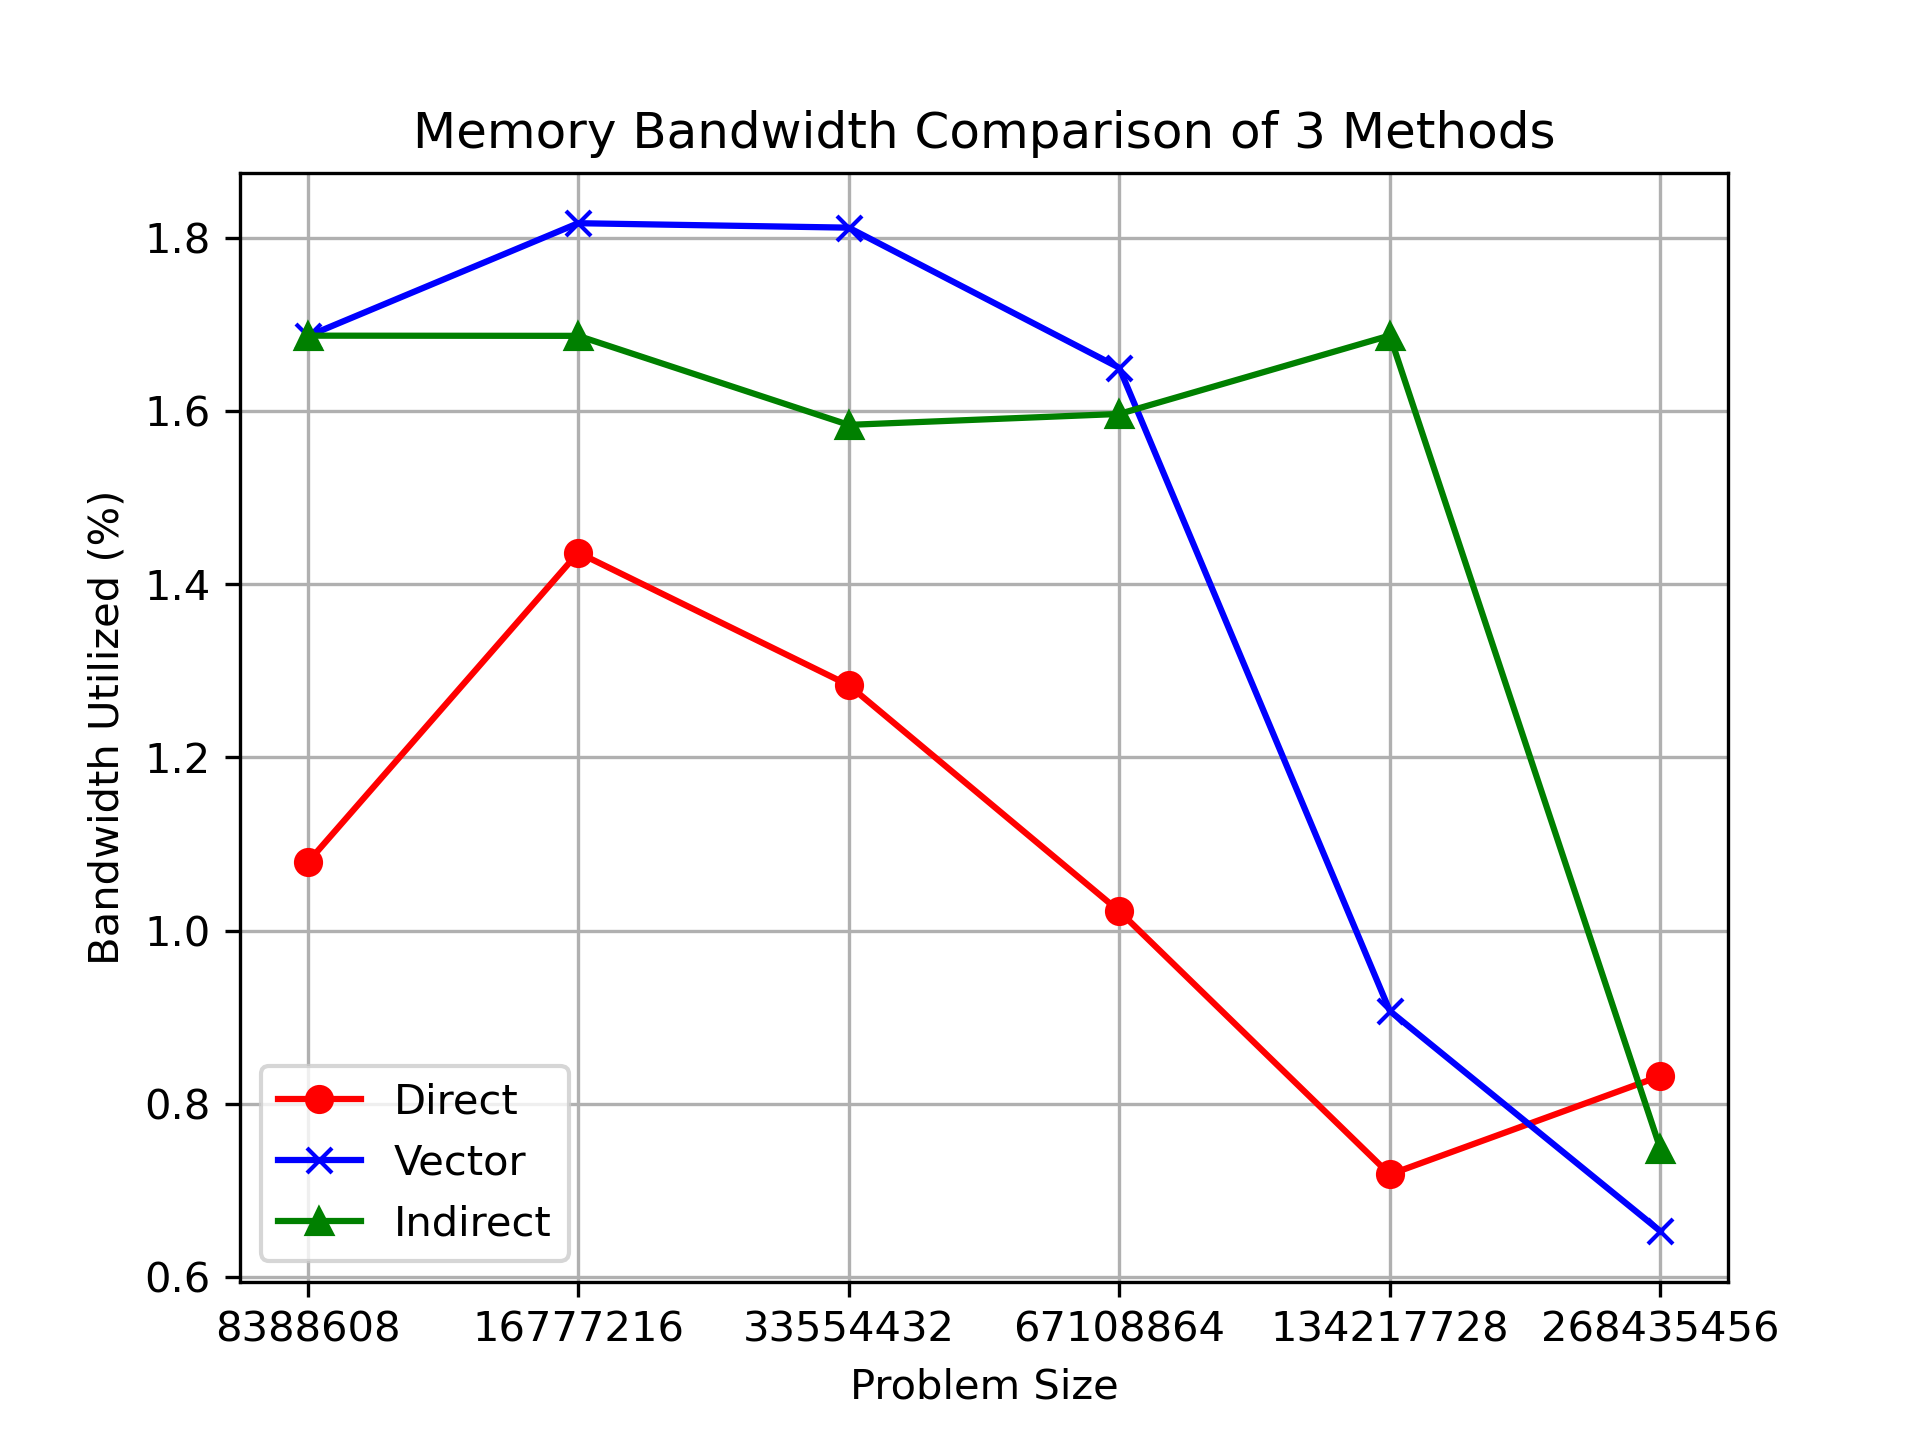 Memory Bandwidth Comparison of 3 Methods
Bandwidth Utilized (%)
1.8
1.6
1.4
1.2
1.0
0.8
0.6
Direct
Vector
Indirect
8388608 16777216 33554432 67108864 134217728 268435456
Problem Size